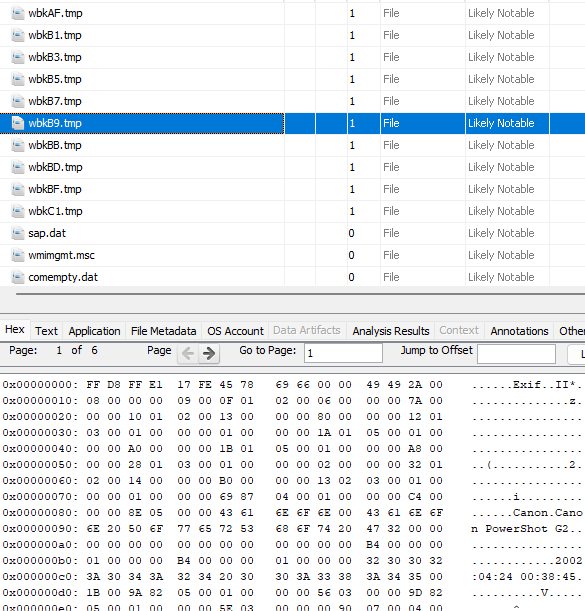 wbkAF.tmp 1 File Likely Notable
wbkB1.tmp 1 File Likely Notable
wbkB3.tmp 1 File Likely Notable
wbkB5.tmp 1 File Likely Notable
wbkB7.tmp 1 File Likely Notable
wbkB9.tmp 1 File Likely Notable
wbkBB.tmp 1 File Likely Notable
wbkBD.tmp 1 File Likely Notable
wbkBF.tmp 1 File Likely Notable
wbkC1.tmp 1 File Likely Notable
sap.dat 0 File Likely Notable
wmimgmt.msc 0 File Likely Notable
comempty.dat 0 File Likely Notable
Hex Text Application File Metadata OS Account Data Artifacts Analysis Results Context Annotations Other
Page: 1 of 6 Page Go to Page: 1 Jump to Offset L
0x00000000: FF D8 FF E1 17 FE 45 78 69 66 00 00 49 49 2A 00 ......Exif..II*.
0x00000010: 08 00 00 00 09 00 0F 01 02 00 06 00 00 00 7A 00 ..............z.
0x00000020: 00 00 10 01 02 00 13 00 00 00 80 00 00 00 12 01 ................
0x00000030: 03 00 01 00 00 00 01 00 00 00 1A 01 05 00 01 00 ................
0x00000040: 00 00 A0 00 00 00 1B 01 05 00 01 00 00 00 A8 00 ................
0x00000050: 00 00 28 01 03 00 01 00 00 00 02 00 00 00 32 01 ..(...........2.
0x00000060: 02 00 14 00 00 00 B0 00 00 00 13 02 03 00 01 00 ................
0x00000070: 00 00 01 00 00 00 69 87 04 00 01 00 00 00 C4 00 ......i.........
0x00000080: 00 00 8E 05 00 00 43 61 6E 6F 6E 00 43 61 6E 6F ......Canon.Cano
0x00000090: 6E 20 50 6F 77 65 72 53 68 6F 74 20 47 32 00 00 n PowerShot G2..
0x000000a0: 00 00 00 00 00 00 00 00 00 00 00 00 B4 00 00 00 ................
0x000000b0: 01 00 00 00 B4 00 00 00 01 00 00 00 32 30 30 32 ............2002
0x000000c0: 3A 30 34 3A 32 34 20 30 30 3A 33 38 3A 34 35 00 :04:24 00:38:45.
0x000000d0: 1B 00 9A 82 05 00 01 00 00 00 56 03 00 00 9D 82 ..........V.....
0x000000e0: 05 00 01 00 00 00 5E 03 00 00 00 90 07 00 04 00 ......^.........